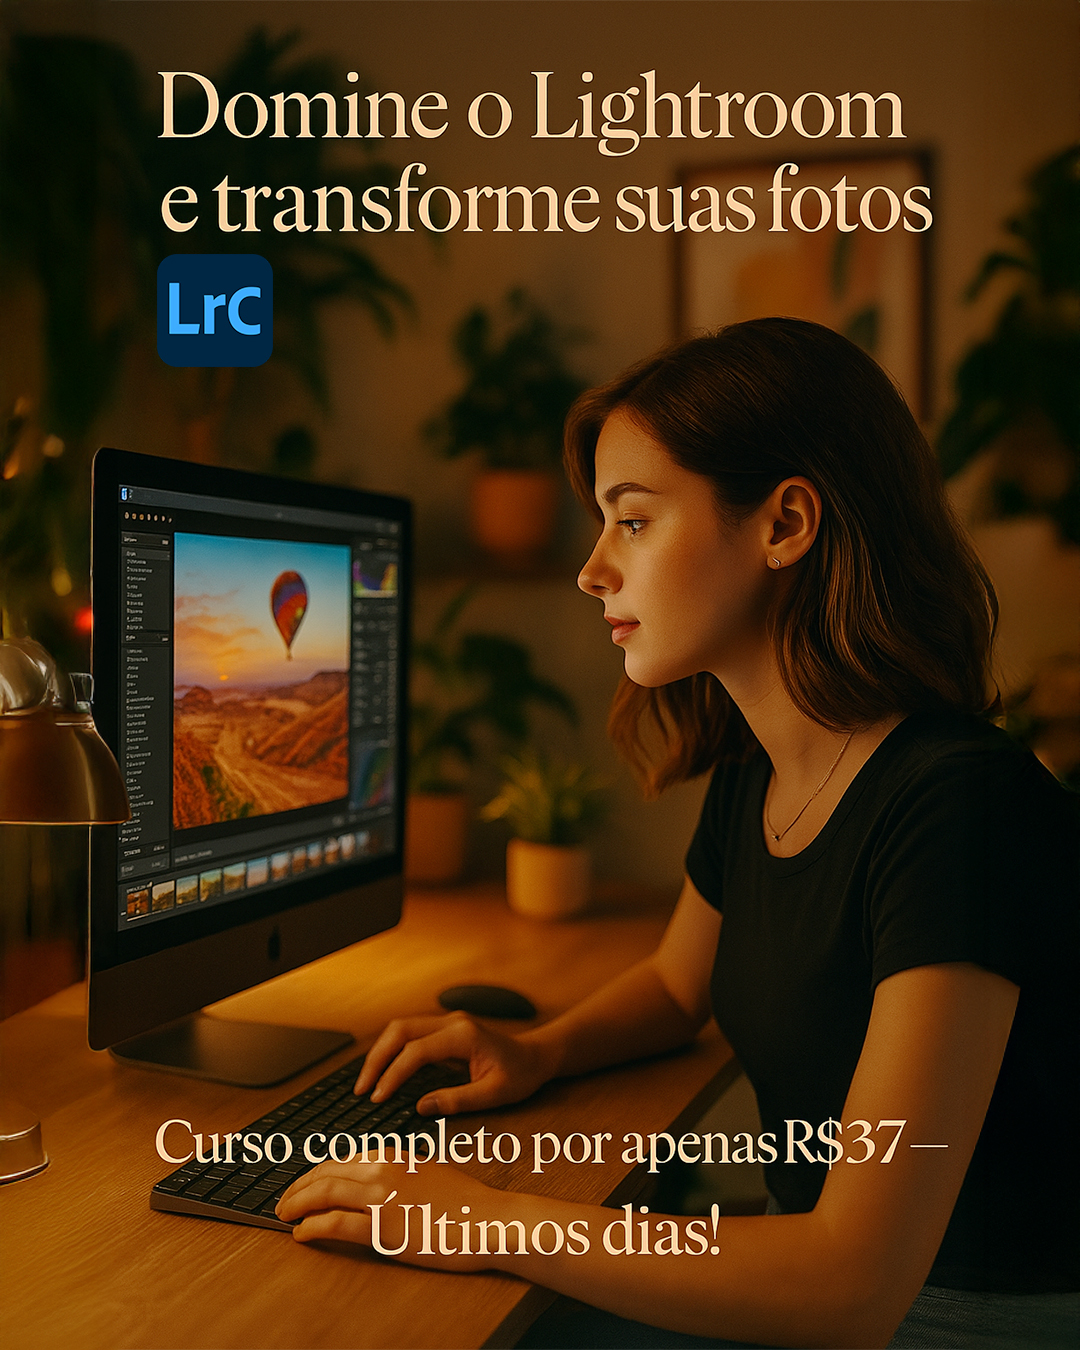 Domine o Lightroom
e transforme suas fotos
LrC
Curso completo por apenas R$37—
Últimos dias!